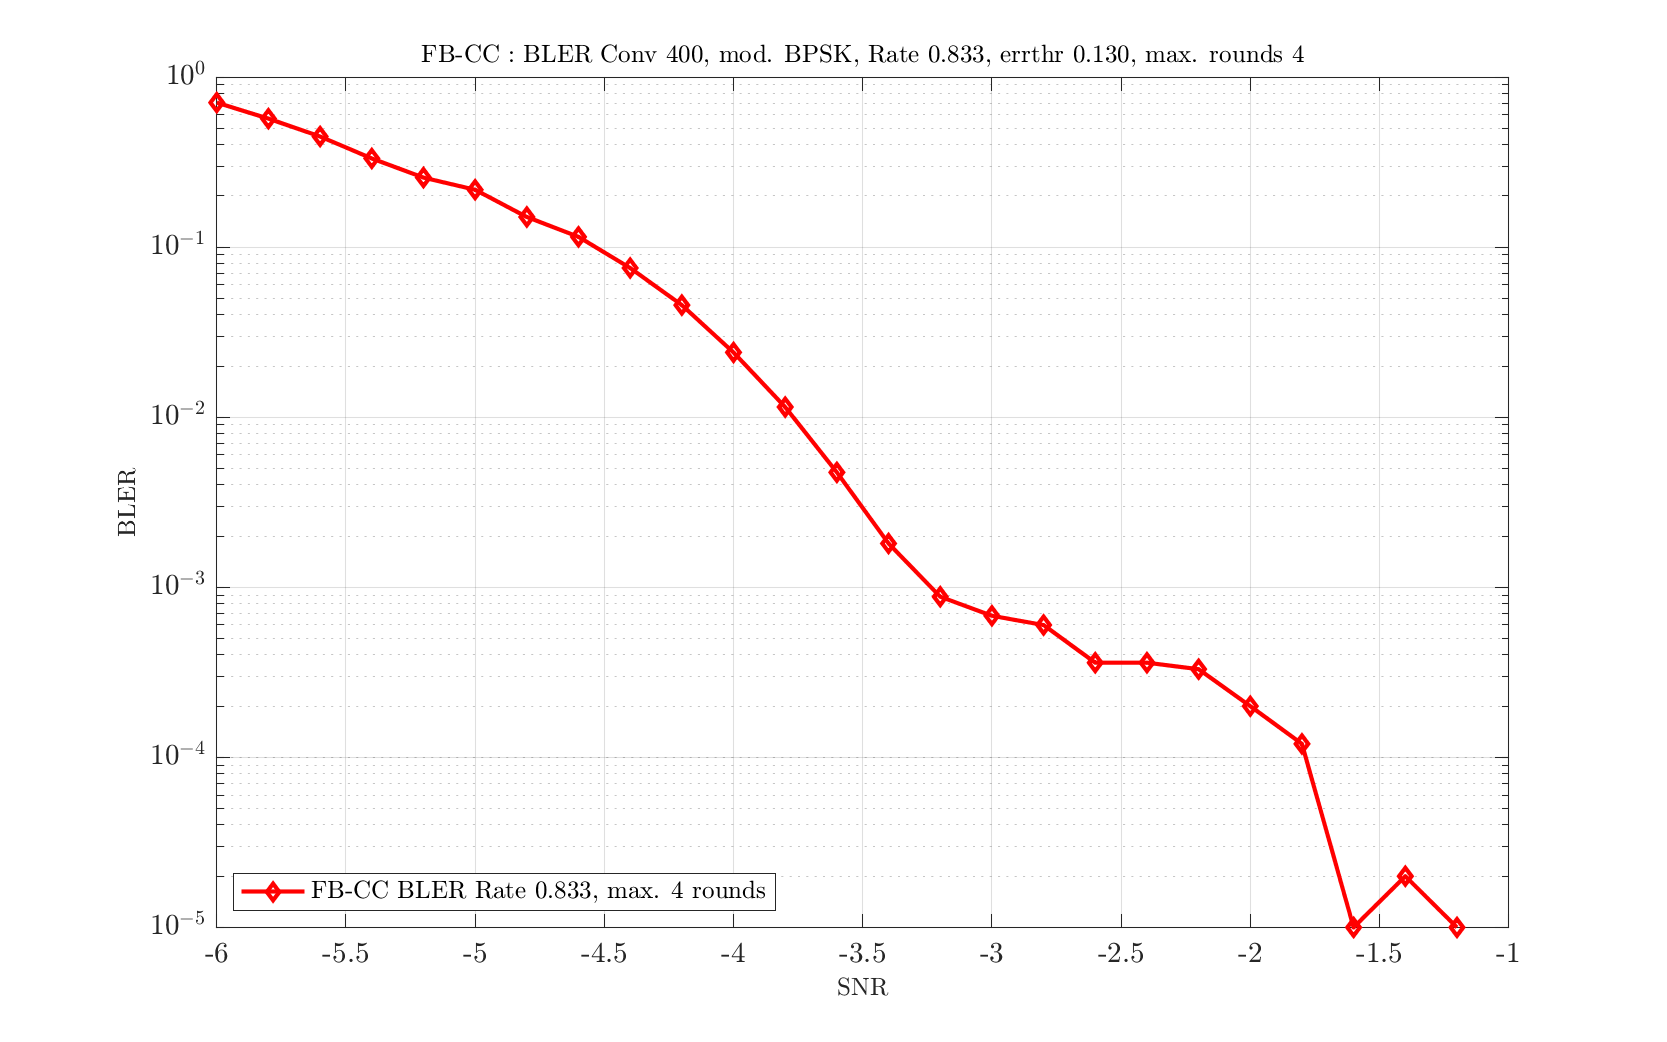 FB-CC : BLER Conv 400, mod. BPSK, Rate 0.833, errthr 0.130, max. rounds 4
10^0
10^-1
10^-2
10^-3
10^-4
10^-5
BLER
FB-CC BLER Rate 0.833, max. 4 rounds
-6 -5.5 -5 -4.5 -4 -3.5 -3 -2.5 -2 -1.5 -1
SNR